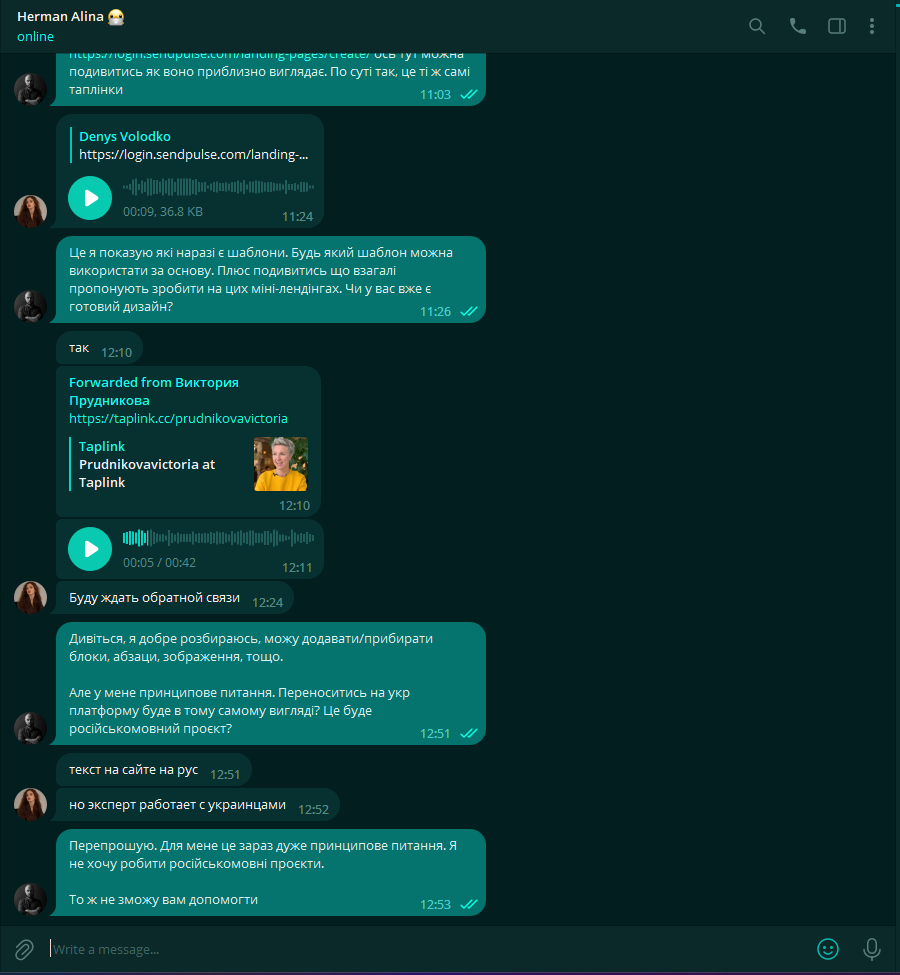 Herman Alina
online
https://login.sendpulse.com/landing-pages/create/ ось тут можна
подивитись як воно приблизно виглядає. По суті так, це ті ж самі
таплінки
11:03
Denys Volodko
https://login.sendpulse.com/landing-...
00:09, 36.8 KB
11:24
Це я показую які наразі є шаблони. Будь який шаблон можна
використати за основу. Плюс подивитись що взагалі
пропонують зробити на цих міні-лендінгах. Чи у вас вже є
готовий дизайн?
11:26
так 12:10
Forwarded from Виктория
Прудникова
https://taplink.cc/prudnikovavictoria
Taplink
Prudnikovavictoria at
Taplink
12:10
00:05 / 00:42
12:11
Буду ждать обратной связи 12:24
Дивіться, я добре розбираюсь, можу додавати/прибирати
блоки, абзаци, зображення, тощо.
Але у мене принципове питання. Переноситись на укр
платформу буде в тому самому вигляді? Це буде
російськомовний проєкт?
12:51
текст на сайте на рус 12:51
но эксперт работает с украинцами 12:52
Перепрошую. Для мене це зараз дуже принципове питання. Я
не хочу робити російськомовні проєкти.
То ж не зможу вам допомогти
12:53
Write a message...